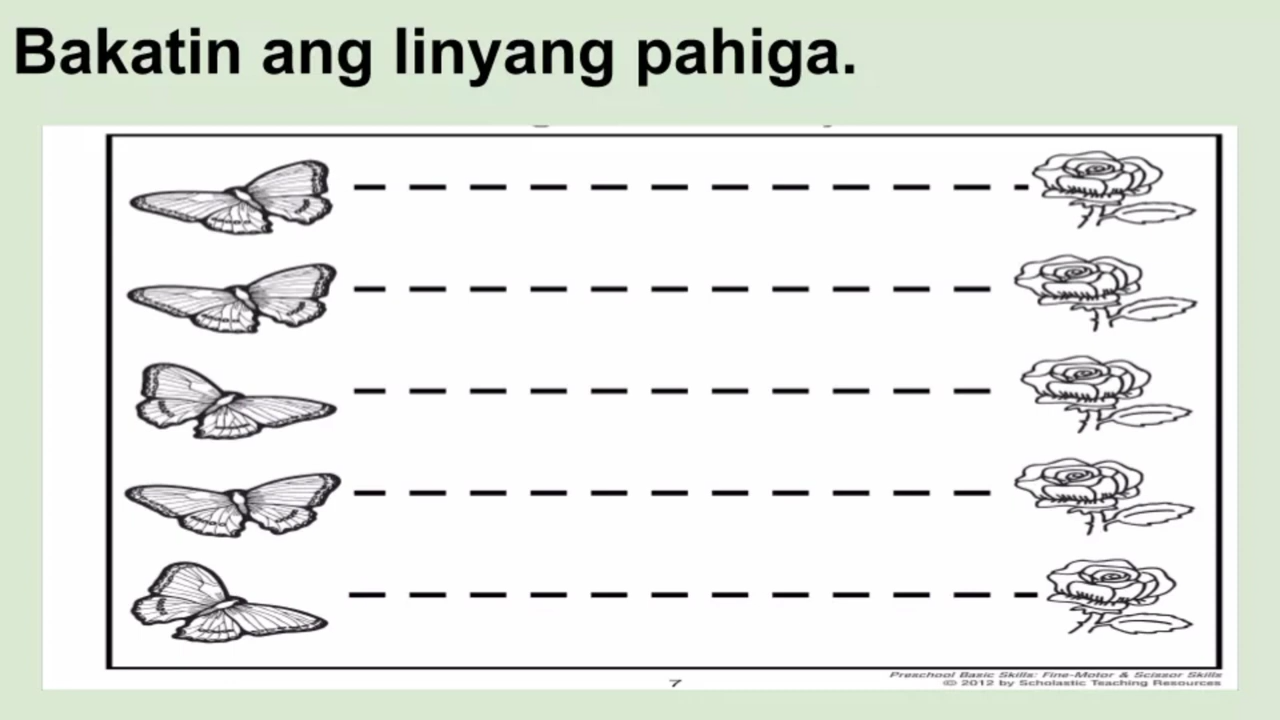 Bakatin ang linyang pahiga.
7
Preschool Basic Skills: Fine-Motor & Scissor Skills
© 2012 by Scholastic Teaching Resources